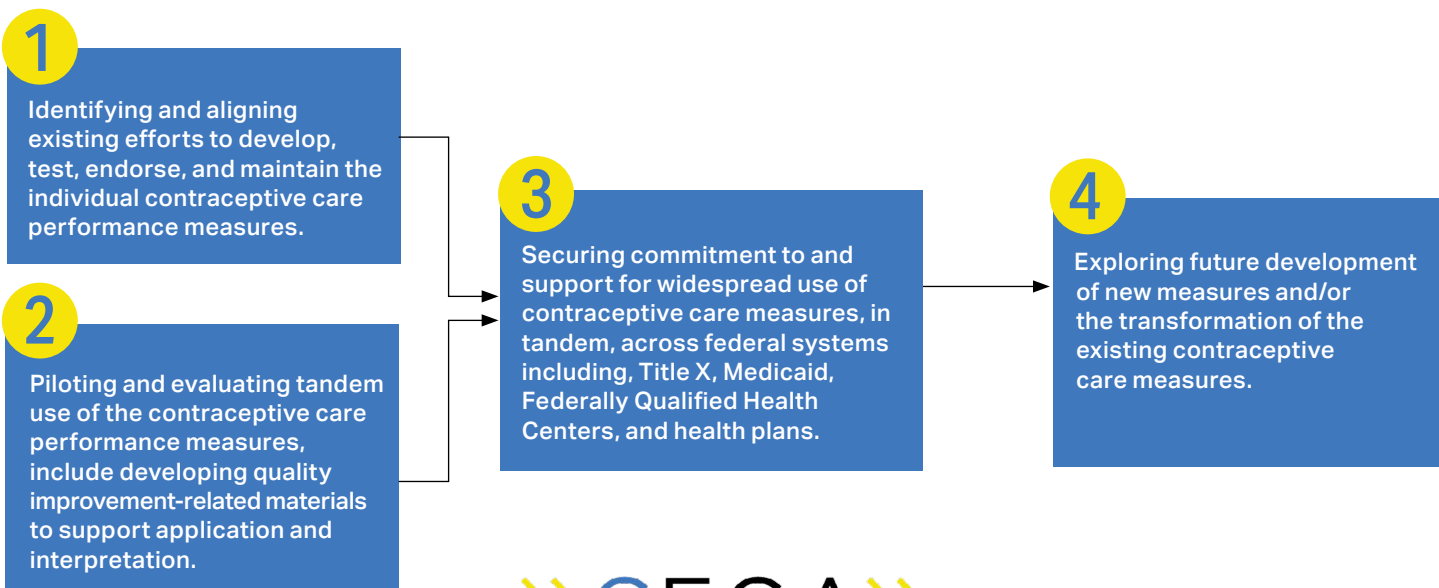 1
Identifying and aligning
existing efforts to develop,
test, endorse, and maintain the
individual contraceptive care
performance measures.
2
Piloting and evaluating tandem
use of the contraceptive care
performance measures,
include developing quality
improvement-related materials
to support application and
interpretation.
3
Securing commitment to and
support for widespread use of
contraceptive care measures, in
tandem, across federal systems
including, Title X, Medicaid,
Federally Qualified Health
Centers, and health plans.
4
Exploring future development
of new measures and/or
the transformation of the
existing contraceptive
care measures.